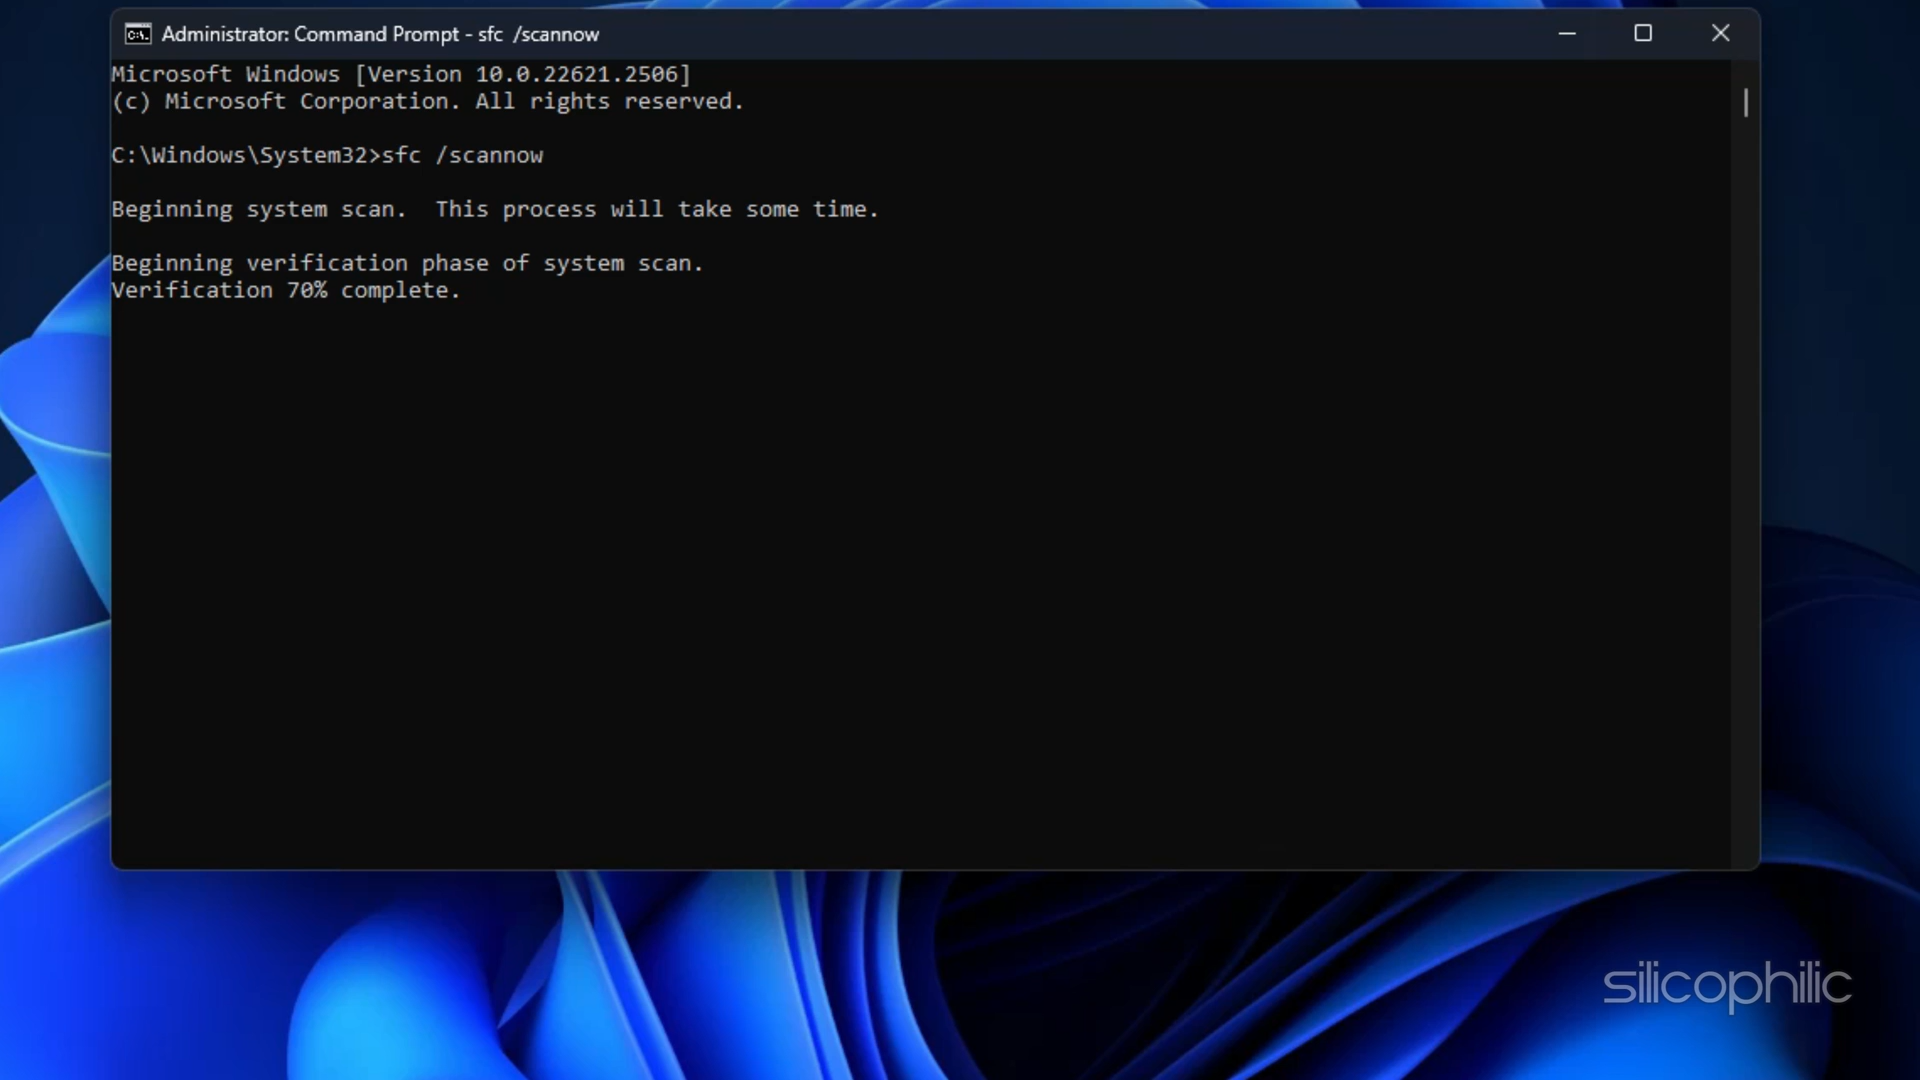 Administrator: Command Prompt - sfc  /scannow
Microsoft Windows [Version 10.0.22621.2506]
(c) Microsoft Corporation. All rights reserved.
C:\Windows\System32>sfc /scannow
Beginning system scan.  This process will take some time.
Beginning verification phase of system scan.
Verification 70% complete.
silicophilic